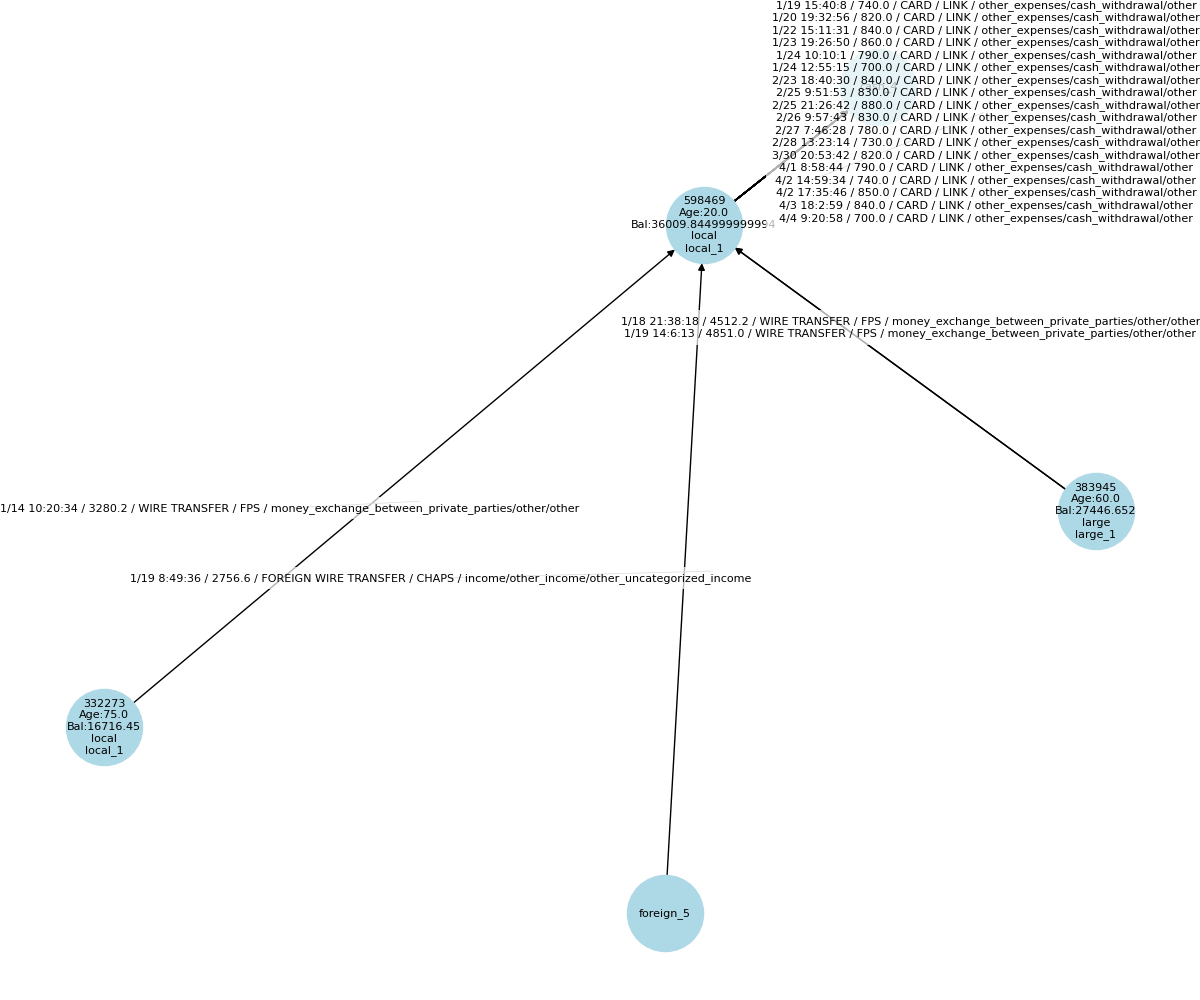 1/19 15:40:8 / 740.0 / CARD / LINK / other_expenses/cash_withdrawal/other
1/20 19:32:56 / 820.0 / CARD / LINK / other_expenses/cash_withdrawal/other
1/22 15:11:31 / 840.0 / CARD / LINK / other_expenses/cash_withdrawal/other
1/23 19:26:50 / 860.0 / CARD / LINK / other_expenses/cash_withdrawal/other
1/24 10:10:1 / 790.0 / CARD / LINK / other_expenses/cash_withdrawal/other
1/24 12:55:15 / 700.0 / CARD / LINK / other_expenses/cash_withdrawal/other
2/23 18:40:30 / 840.0 / CARD / LINK / other_expenses/cash_withdrawal/other
2/25 9:51:53 / 830.0 / CARD / LINK / other_expenses/cash_withdrawal/other
2/25 21:26:42 / 880.0 / CARD / LINK / other_expenses/cash_withdrawal/other
2/26 9:57:43 / 830.0 / CARD / LINK / other_expenses/cash_withdrawal/other
2/27 7:46:28 / 780.0 / CARD / LINK / other_expenses/cash_withdrawal/other
2/28 13:23:14 / 730.0 / CARD / LINK / other_expenses/cash_withdrawal/other
3/30 20:53:42 / 820.0 / CARD / LINK / other_expenses/cash_withdrawal/other
4/1 8:58:44 / 790.0 / CARD / LINK / other_expenses/cash_withdrawal/other
4/2 14:59:34 / 740.0 / CARD / LINK / other_expenses/cash_withdrawal/other
4/2 17:35:46 / 850.0 / CARD / LINK / other_expenses/cash_withdrawal/other
4/3 18:2:59 / 840.0 / CARD / LINK / other_expenses/cash_withdrawal/other
4/4 9:20:58 / 700.0 / CARD / LINK / other_expenses/cash_withdrawal/other
598469
Age:20.0
Bal:36009.844999999994
local
local_1
1/18 21:38:18 / 4512.2 / WIRE TRANSFER / FPS / money_exchange_between_private_parties/other/other
1/19 14:6:13 / 4851.0 / WIRE TRANSFER / FPS / money_exchange_between_private_parties/other/other
383945
Age:60.0
Bal:27446.652
large
large_1
1/14 10:20:34 / 3280.2 / WIRE TRANSFER / FPS / money_exchange_between_private_parties/other/other
1/19 8:49:36 / 2756.6 / FOREIGN WIRE TRANSFER / CHAPS / income/other_income/other_uncategorized_income
332273
Age:75.0
Bal:16716.45
local
local_1
foreign_5